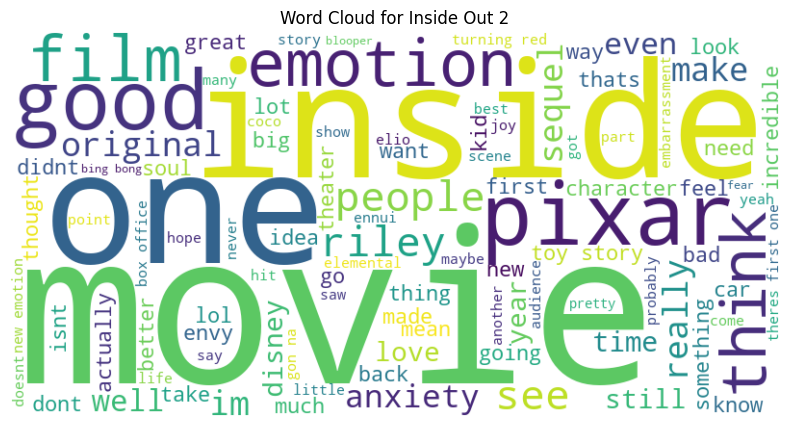 Word Cloud for Inside Out 2
film
great
story
blooper
turning red
many
emotion
way
even
look
good
inside
sequel
thats
make
embarrassment
incredible
lot
best
kid
joy
got
part
need
original
coco
big
show
elio
want
scene
didnt
bing bong
soul
theater
first
character
feel
fear
yeah
thought
one
people
pixar
point
box office
never
hope
idea
ennui
riley
toy story
bad
think
theres first one
movie
elemental
maybe
new
hit
go
saw
another
year
audience
pretty
probably
really
car
something
come
doesnt
new emotion
isnt
actually
better
lol
envy
say
disney
gon na
thing
made
mean
love
going
time
life
back
little
dont
well
take
im
much
anxiety
see
still
know